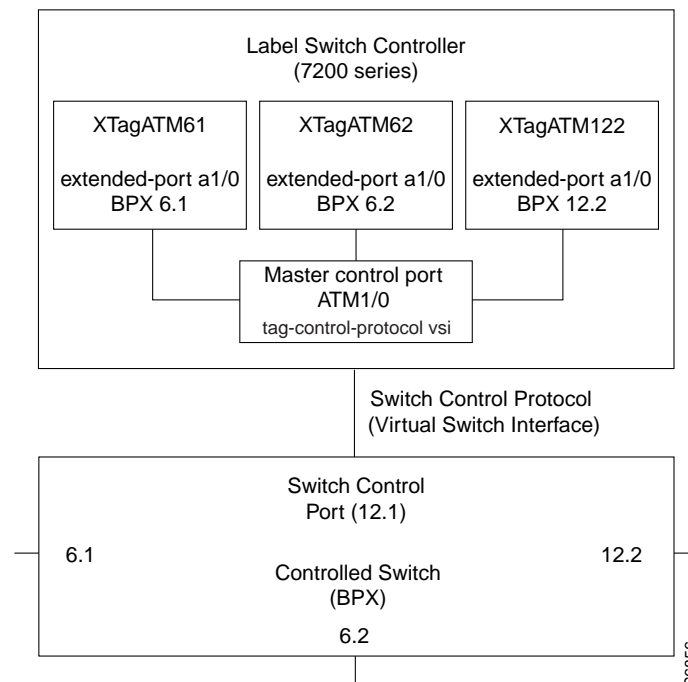 Label Switch Controller
(7200 series)
XTagATM61
extended-port a1/0
BPX 6.1
XTagATM62
extended-port a1/0
BPX 6.2
XTagATM122
extended-port a1/0
BPX 12.2
Master control port
ATM1/0
tag-control-protocol vsi
Switch Control Protocol
(Virtual Switch Interface)
Switch Control
Port (12.1)
6.1
12.2
Controlled Switch
(BPX)
6.2